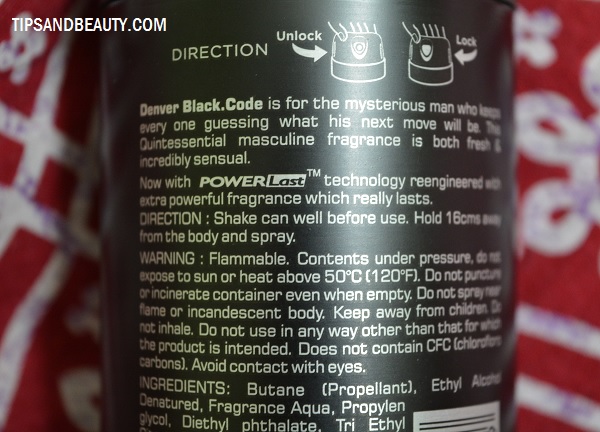 TIPSANDBEAUTY.COM
DIRECTION Unlock Lock
Denver Black.Code is for the mysterious man who keeps
every one guessing what his next move will be. This
Quintessential masculine fragrance is both fresh &
incredibly sensual.
Now with POWERLast™ technology reengineered with
extra powerful fragrance which really lasts.
DIRECTION : Shake can well before use. Hold 16cms away
from the body and spray.
WARNING : Flammable. Contents under pressure, do not
expose to sun or heat above 50°C (120°F). Do not puncture
or incinerate container even when empty. Do not spray near
flame or incandescent body. Keep away from children. Do
not inhale. Do not use in any way other than that for which
the product is intended. Does not contain CFC (chlorofloro
carbons). Avoid contact with eyes.
INGREDIENTS: Butane (Propellant), Ethyl Alcohol
Denatured, Fragrance Aqua, Propylen
glycol, Diethyl phthalate, Tri Ethyl